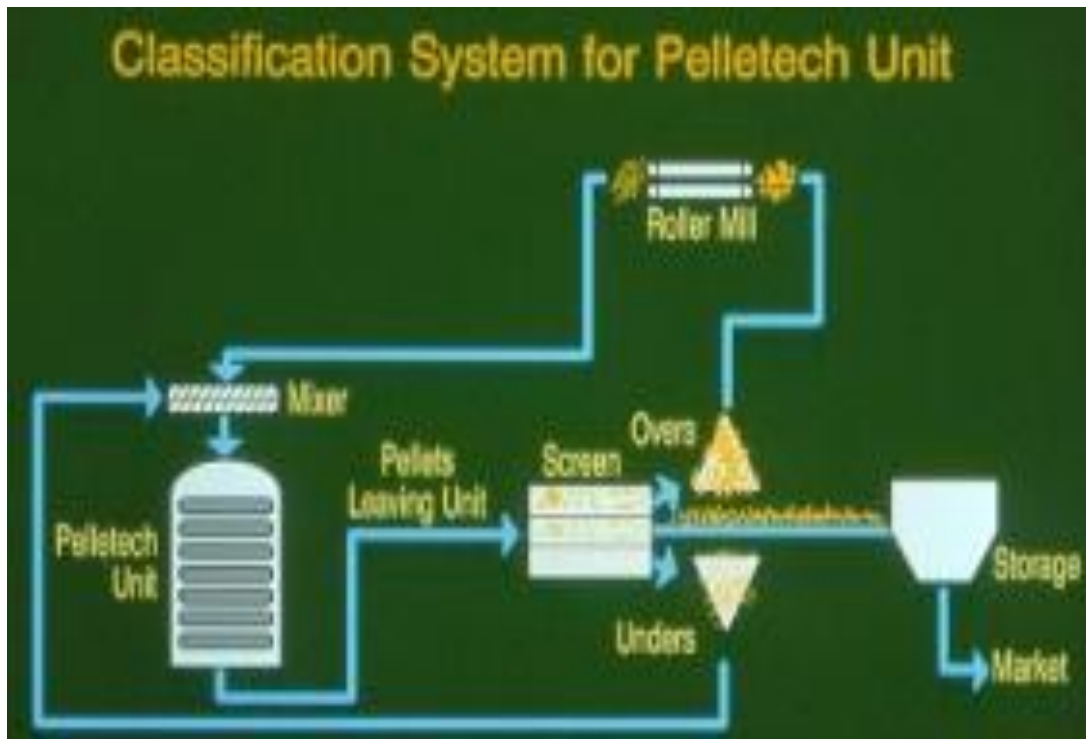 Classification System for Pelletech Unit
Roller Mill
Mixer
Overs
Pellets
Leaving Unit
Screen
Pelletech
Unit
Storage
Unders
Market